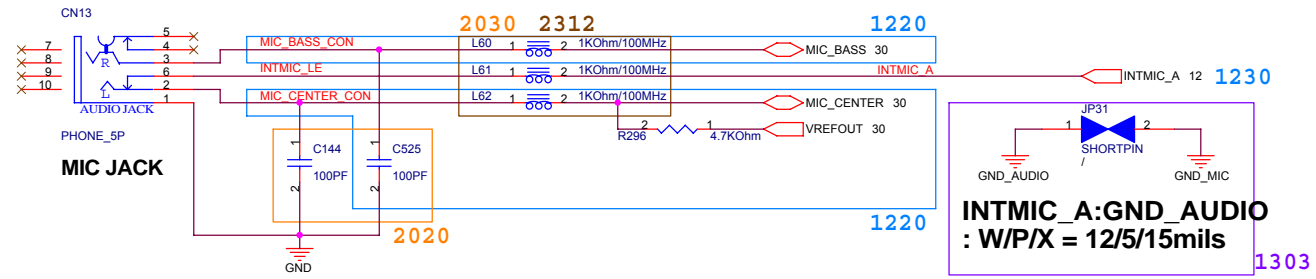 CN13
2030 2312
1220
5
7 4
MIC_BASS_CON L60 1 2 1KOhm/100MHz MIC_BASS 30
8 R 3
9 6 INTMIC_LE L61 1 2 1KOhm/100MHz INTMIC_A INTMIC_A 12 1230
10 L 2
MIC_CENTER_CON L62 1 2 1KOhm/100MHz MIC_CENTER 30
AUDIO JACK 1
PHONE_5P
MIC JACK
R296 2 1 4.7KOhm VREFOUT 30
1 C144 100PF 2
1 C525 100PF 2
2020
GND
1220
JP31
1 2
SHORTPIN
/
GND_AUDIO GND_MIC
INTMIC_A:GND_AUDIO
: W/P/X = 12/5/15mils
1303